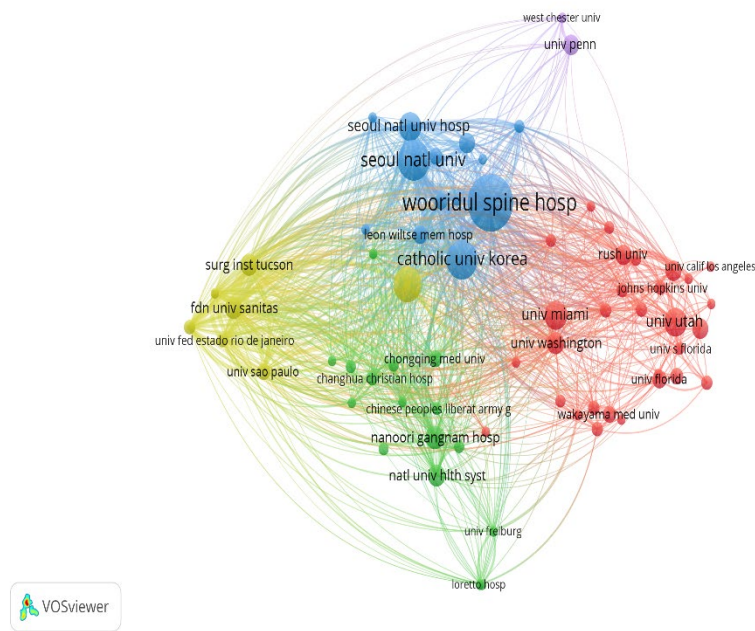 west chester univ
univ penn
seoul natl univ hosp
seoul natl univ
wooridul spine hosp
leon wiltse mem hosp
catholic univ korea
surg inst tucson
rush univ
univ calif los angeles
johns hopkins univ
fdn univ sanitas
univ miami
univ utah
univ fed estado rio de janeiro
univ washington
univ s florida
chongqing med univ
univ sao paulo
changhua christian hosp
univ florida
chinese peoples liberat army g
wakayama med univ
nanoori gangnam hosp
natl univ hlth syst
univ freiburg
loretto hosp
VOSviewer